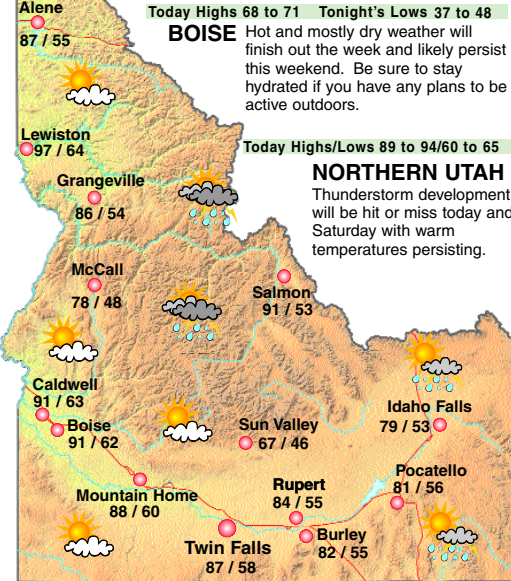 Alene
87 / 55
Today Highs 68 to 71 Tonight's Lows 37 to 48
BOISE Hot and mostly dry weather will
finish out the week and likely persist
this weekend. Be sure to stay
hydrated if you have any plans to be
active outdoors.
Lewiston
97 / 64
Today Highs/Lows 89 to 94/60 to 65
NORTHERN UTAH
Thunderstorm development
will be hit or miss today and
Saturday with warm
temperatures persisting.
Grangeville
86 / 54
McCall
78 / 48
Salmon
91 / 53
Caldwell
91 / 63
Boise
91 / 62
Sun Valley
67 / 46
Idaho Falls
79 / 53
Pocatello
81 / 56
Mountain Home
88 / 60
Rupert
84 / 55
Burley
82 / 55
Twin Falls
87 / 58